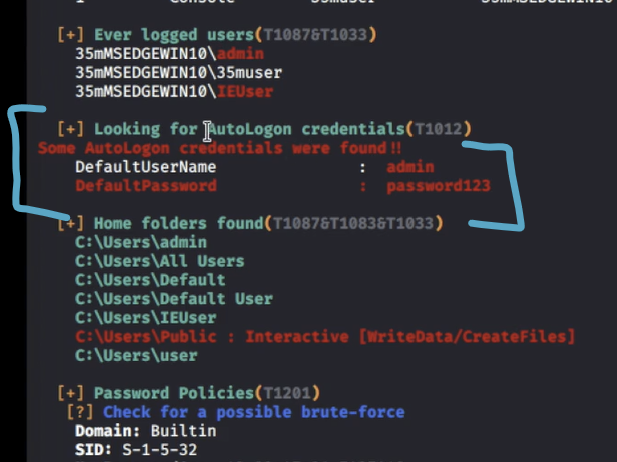 [+] Ever logged users(T1087&T1033)
35mMSEDGEWIN10\admin
35mMSEDGEWIN10\35muser
35mMSEDGEWIN10\IEUser
[+] Looking for AutoLogon credentials(T1012)
Some AutoLogon credentials were found!!
DefaultUserName : admin
DefaultPassword : password123
[+] Home folders found(T1087&T1083&T1033)
C:\Users\admin
C:\Users\All Users
C:\Users\Default
C:\Users\Default User
C:\Users\IEUser
C:\Users\Public : Interactive [WriteData/CreateFiles]
C:\Users\user
[+] Password Policies(T1201)
[?] Check for a possible brute-force
Domain: Builtin
SID: S-1-5-32